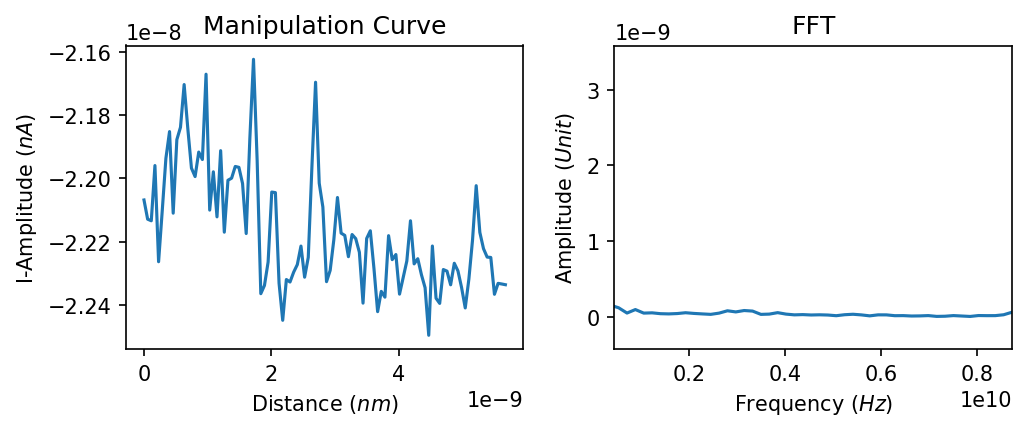 Manipulation Curve
1e−8
I-Amplitude (nA)
−2.16
−2.18
−2.20
−2.22
−2.24
0
2
4
Distance (nm)
1e−9
FFT
1e−9
Amplitude (Unit)
3
2
1
0
0.2
0.4
0.6
0.8
Frequency (Hz)
1e10